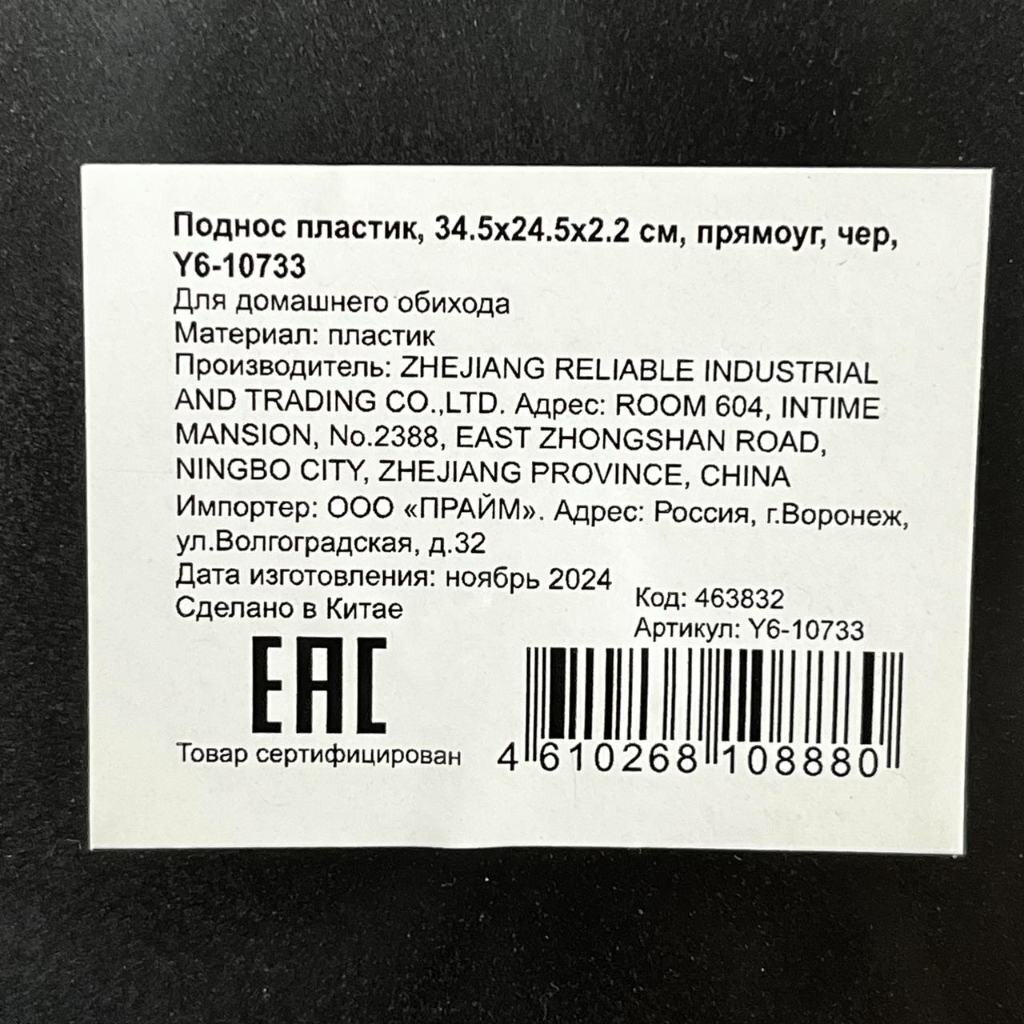 Поднос пластик, 34.5х24.5х2.2 см, прямоуг, чер,
Y6-10733
Для домашнего обихода
Материал: пластик
Производитель: ZHEJIANG RELIABLE INDUSTRIAL
AND TRADING CO.,LTD. Адрес: ROOM 604, INTIME
MANSION, No.2388, EAST ZHONGSHAN ROAD,
NINGBO CITY, ZHEJIANG PROVINCE, CHINA
Импортер: ООО «ПРАЙМ». Адрес: Россия, г.Воронеж,
ул.Волгоградская, д.32
Дата изготовления: ноябрь 2024
Сделано в Китае
Код: 463832
Артикул: Y6-10733
EAC
Товар сертифицирован
4 610268 108880